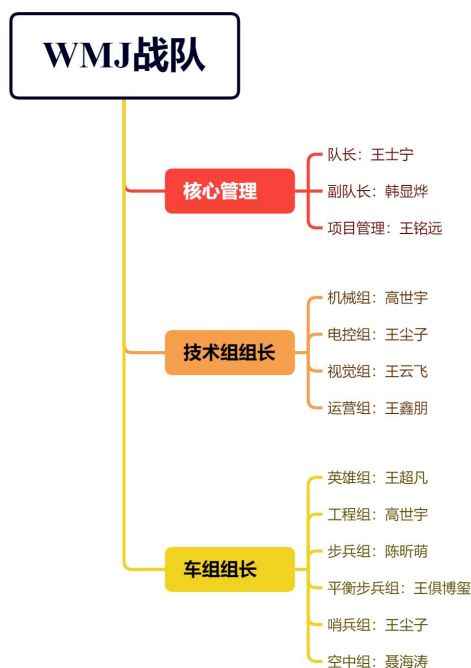 WMJ战队
核心管理
队长：王士宁
副队长：韩显烨
项目管理：王铭远
技术组组长
机械组：高世宇
电控组：王尘子
视觉组：王云飞
运营组：王鑫朋
车组组长
英雄组：王超凡
工程组：高世宇
步兵组：陈昕萌
平衡步兵组：王俱博玺
哨兵组：王尘子
空中组：聂海涛